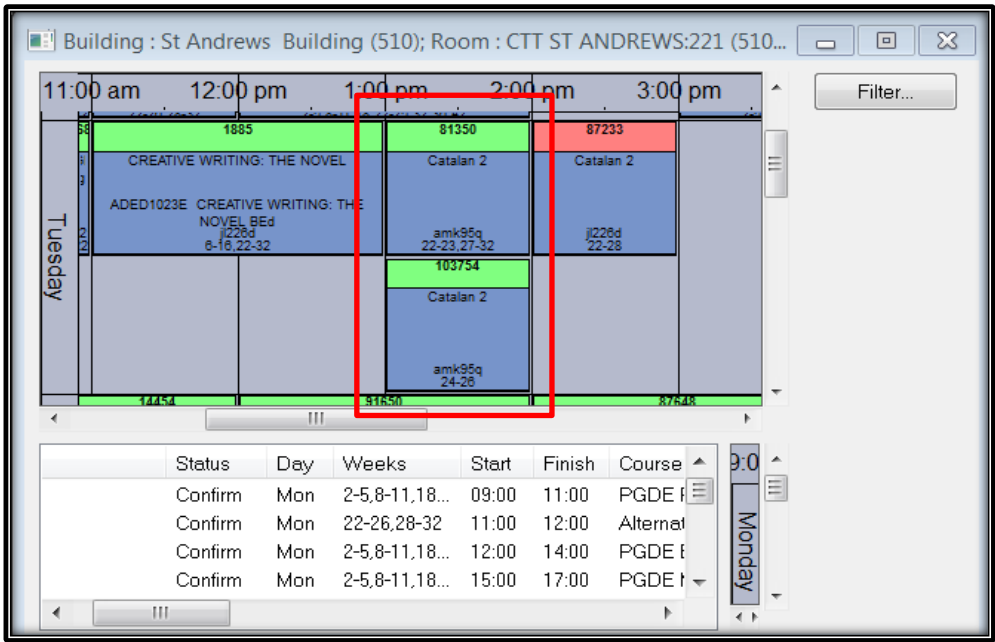 Building : St Andrews Building (510); Room : CTT ST ANDREWS:221 (510...
Filter...
11:00 am 12:00 pm 1:00 pm 2:00 pm 3:00 pm
Tuesday
1885
CREATIVE WRITING: THE NOVEL
ADED1023E CREATIVE WRITING: THE
NOVEL BEd
jl226d
6-16,22-32
81350
Catalan 2
amk95q
22-23,27-32
87233
Catalan 2
jl226d
22-28
103754
Catalan 2
amk95q
24-26
14454 91650 87648
Status Day Weeks Start Finish Course
Confirm Mon 2-5,8-11,18... 09:00 11:00 PGDE
Confirm Mon 22-26,28-32 11:00 12:00 Alternat
Confirm Mon 2-5,8-11,18... 12:00 14:00 PGDE
Confirm Mon 2-5,8-11,18... 15:00 17:00 PGDE
9:0
Monday